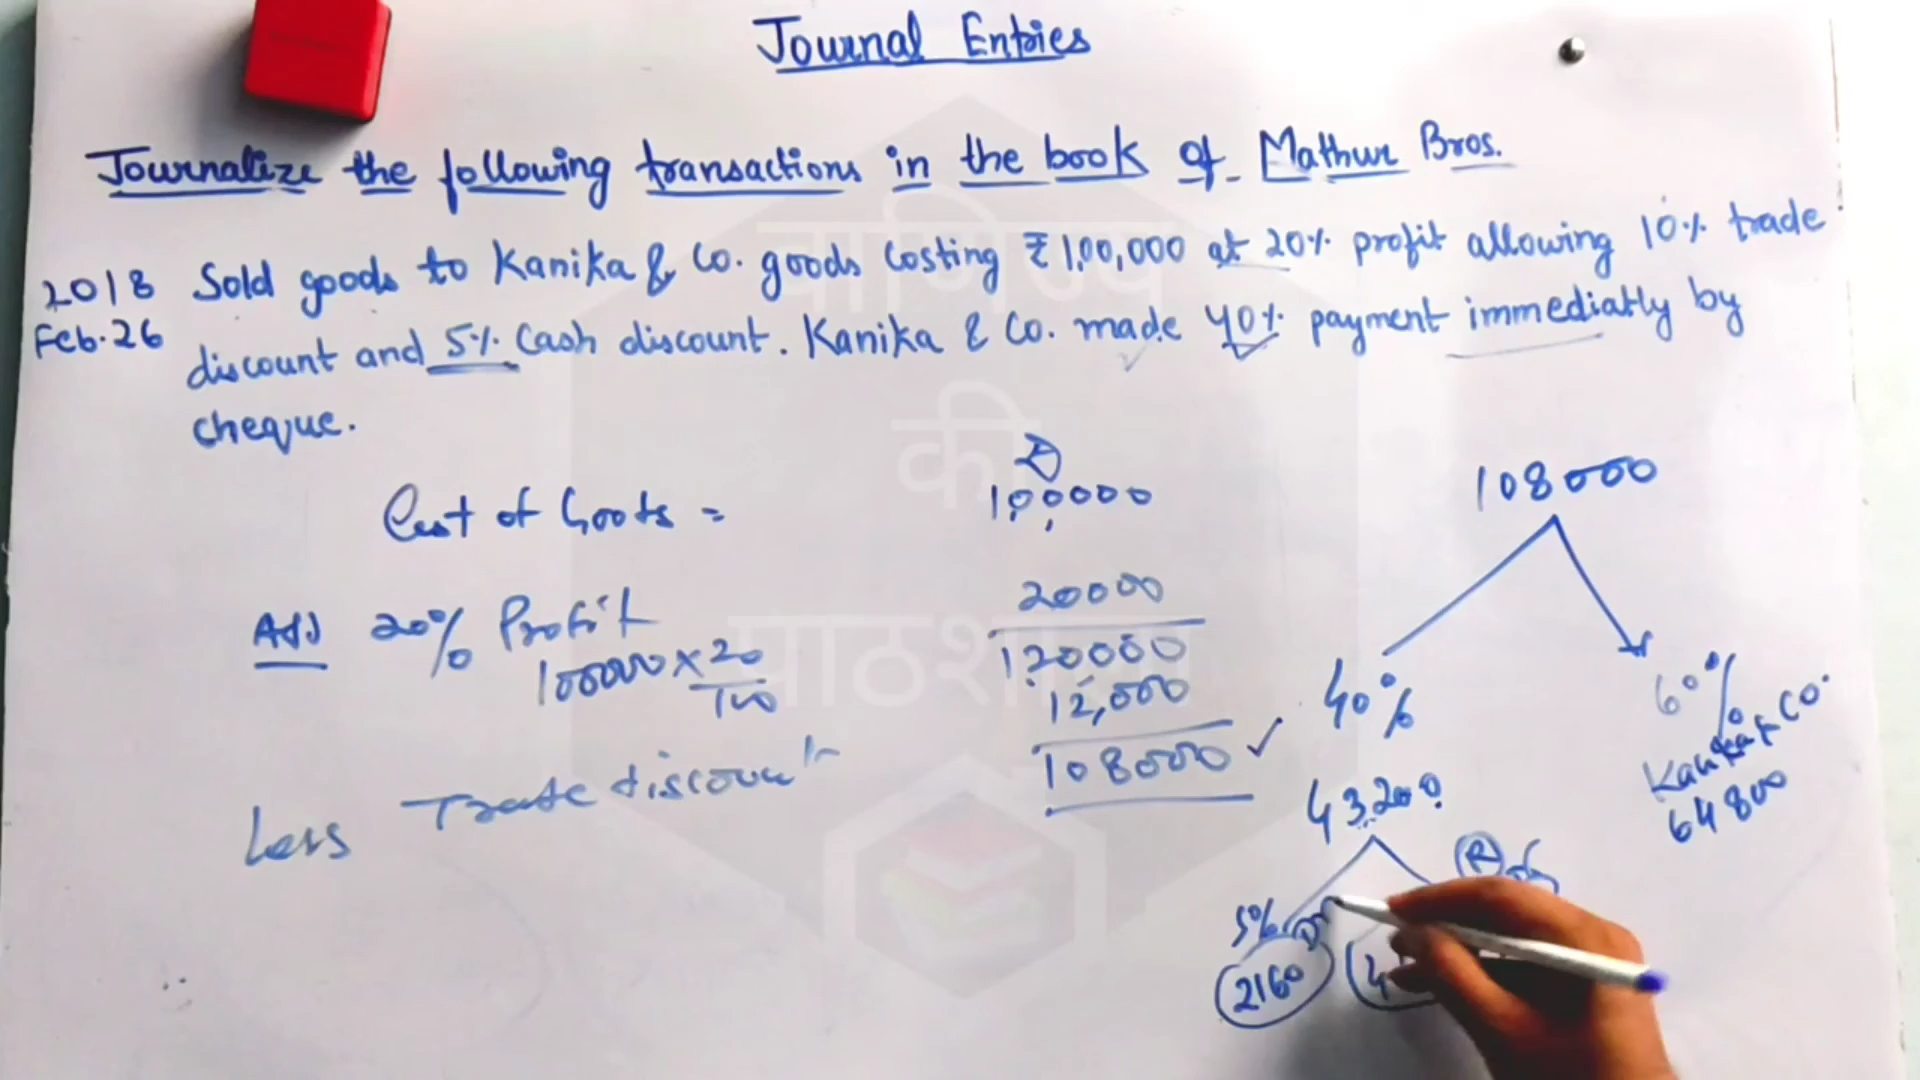 Journal Entries
Journalize the following transactions in the book of Mathur Bros.
2018 Sold goods to Kanika & Co. goods Costing ₹1,00,000 at 20% profit allowing 10% trade
Feb. 26 discount and 5% Cash discount. Kanika & Co. made 40% payment immediatly by
cheque.
वाणिज्य
की
पाठशाला
Cost of Goods = 1,00,000
Add 20% Profit 20000
100000 × 20/100
120000
12,000
Less Trade discount 108000 ✓
108000
40%
60%
Kanika & Co.
43200
64800
5%
2160
4